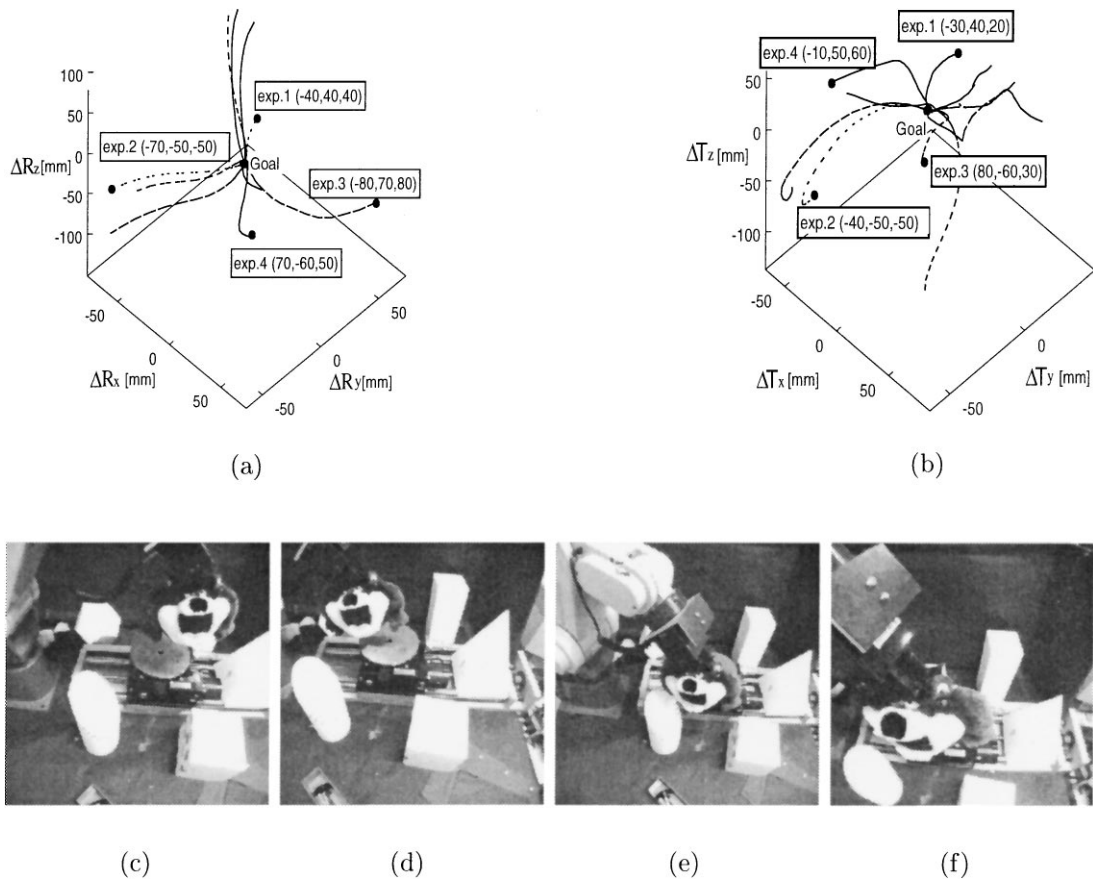 exp.1 (-40,40,40)
exp.2 (-70,-50,-50)
Goal
exp.3 (-80,70,80)
exp.4 (70,-60,50)
100
50
0
-50
-100
ΔRz[mm]
-50
0
50
ΔRx [mm]
-50
0
50
ΔRy[mm]
(a)
exp.1 (-30,40,20)
exp.4 (-10,50,60)
Goal
exp.3 (80,-60,30)
exp.2 (-40,-50,-50)
50
0
-50
-100
ΔTz [mm]
-50
0
50
ΔTx [mm]
-50
0
50
ΔTy [mm]
(b)
(c)
(d)
(e)
(f)